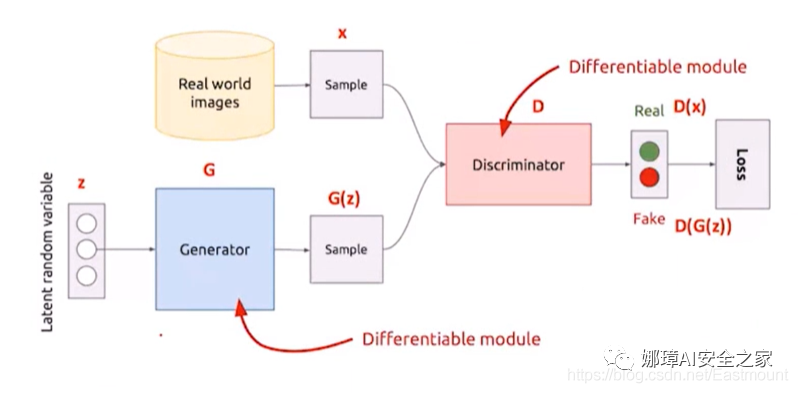 x
Real world
images
Sample
Differentiable module
D
Real
D(x)
Discriminator
Loss
Fake
D(G(z))
Latent random variable
z
G
Generator
G(z)
Sample
Differentiable module
娜璋AI安全之家
https://blog.csdn.net/Eastmount